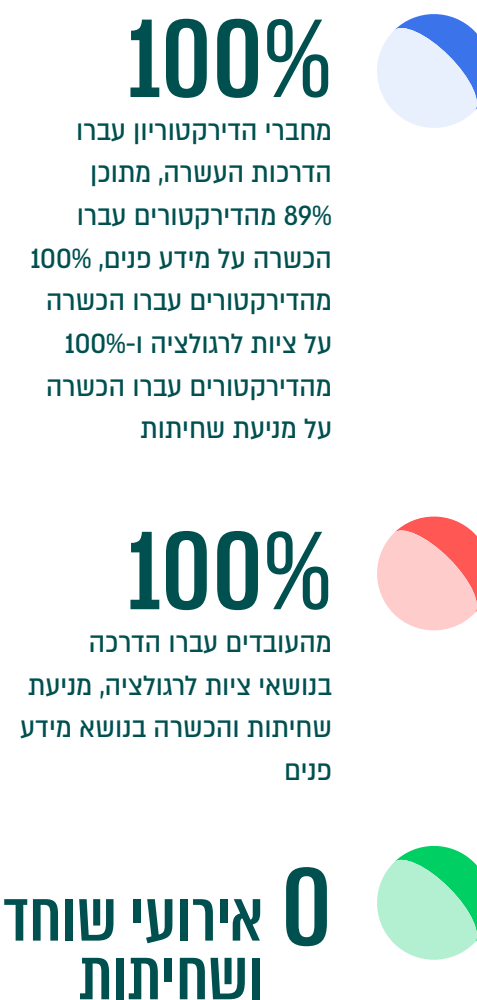 100%
מחברי הדירקטוריון עברו
הדרכות העשרה, מתוכן
89% מהדירקטורים עברו
הכשרה על מידע פנים, 100%
מהדירקטורים עברו הכשרה
על ציות לרגולציה ו-100%
מהדירקטורים עברו הכשרה
על מניעת שחיתות
100%
מהעובדים עברו הדרכה
בנושאי ציות לרגולציה, מניעת
שחיתות והכשרה בנושא מידע
פנים
0 אירועי שוחד
ושחיתות